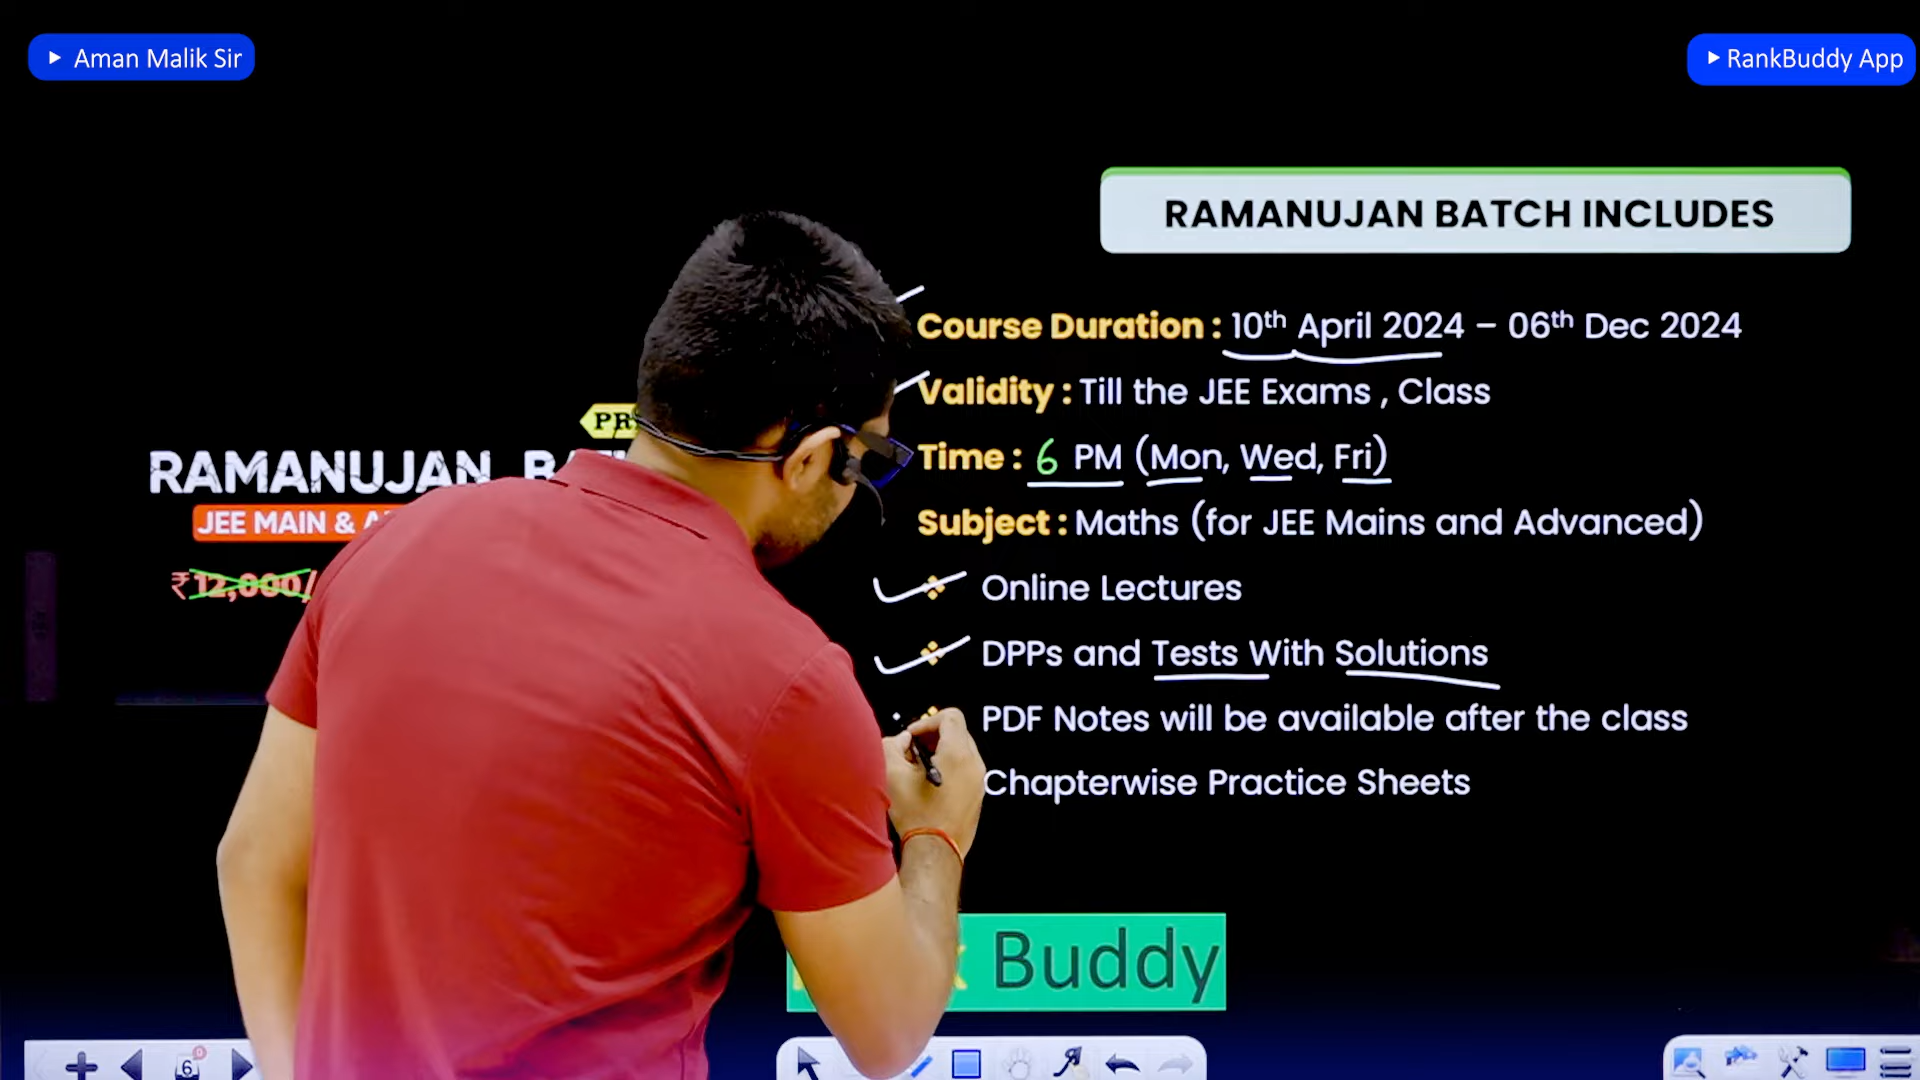 Aman Malik Sir
RankBuddy App
RAMANUJAN BATCH INCLUDES
Course Duration : 10th April 2024 – 06th Dec 2024
Validity : Till the JEE Exams , Class
Time : 6 PM (Mon, Wed, Fri)
Subject : Maths (for JEE Mains and Advanced)
Online Lectures
DPPs and Tests With Solutions
PDF Notes will be available after the class
Chapterwise Practice Sheets
RAMANUJAN
JEE MAIN &
₹12,000/
Buddy
6